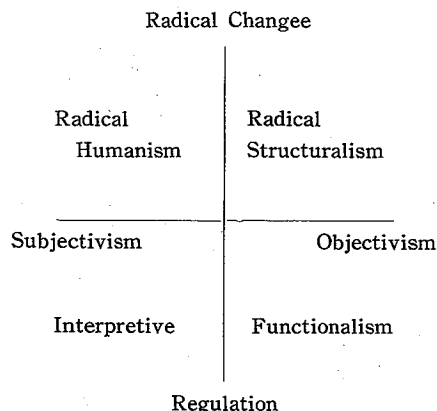 Radical Changee
Radical Radical
Humanism Structuralism
Subjectivism Objectivism
Interpretive Functionalism
Regulation